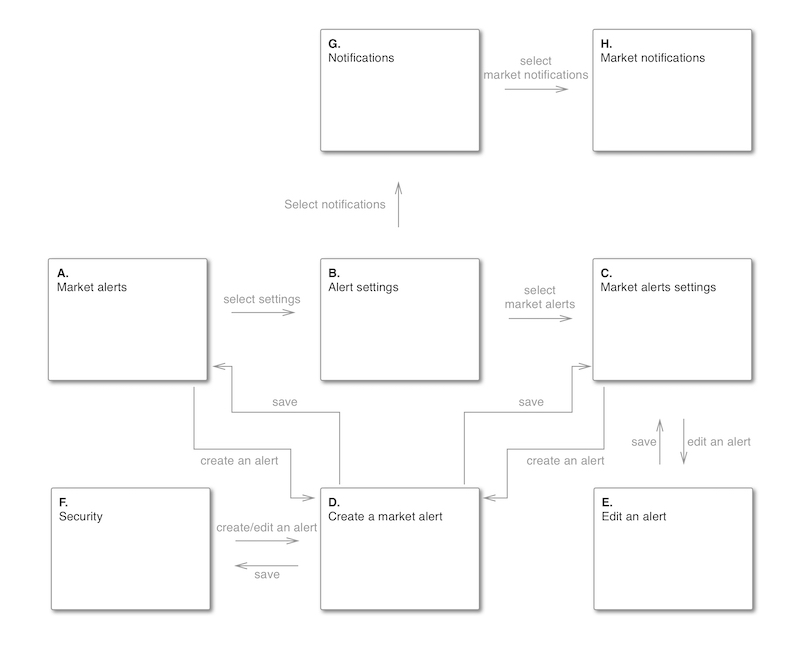 G.
Notifications
select
market notifications
H.
Market notifications
Select notifications
A.
Market alerts
select settings
B.
Alert settings
select
market alerts
C.
Market alerts settings
save
save
create an alert
create an alert
save
edit an alert
F.
Security
create/edit an alert
save
D.
Create a market alert
E.
Edit an alert